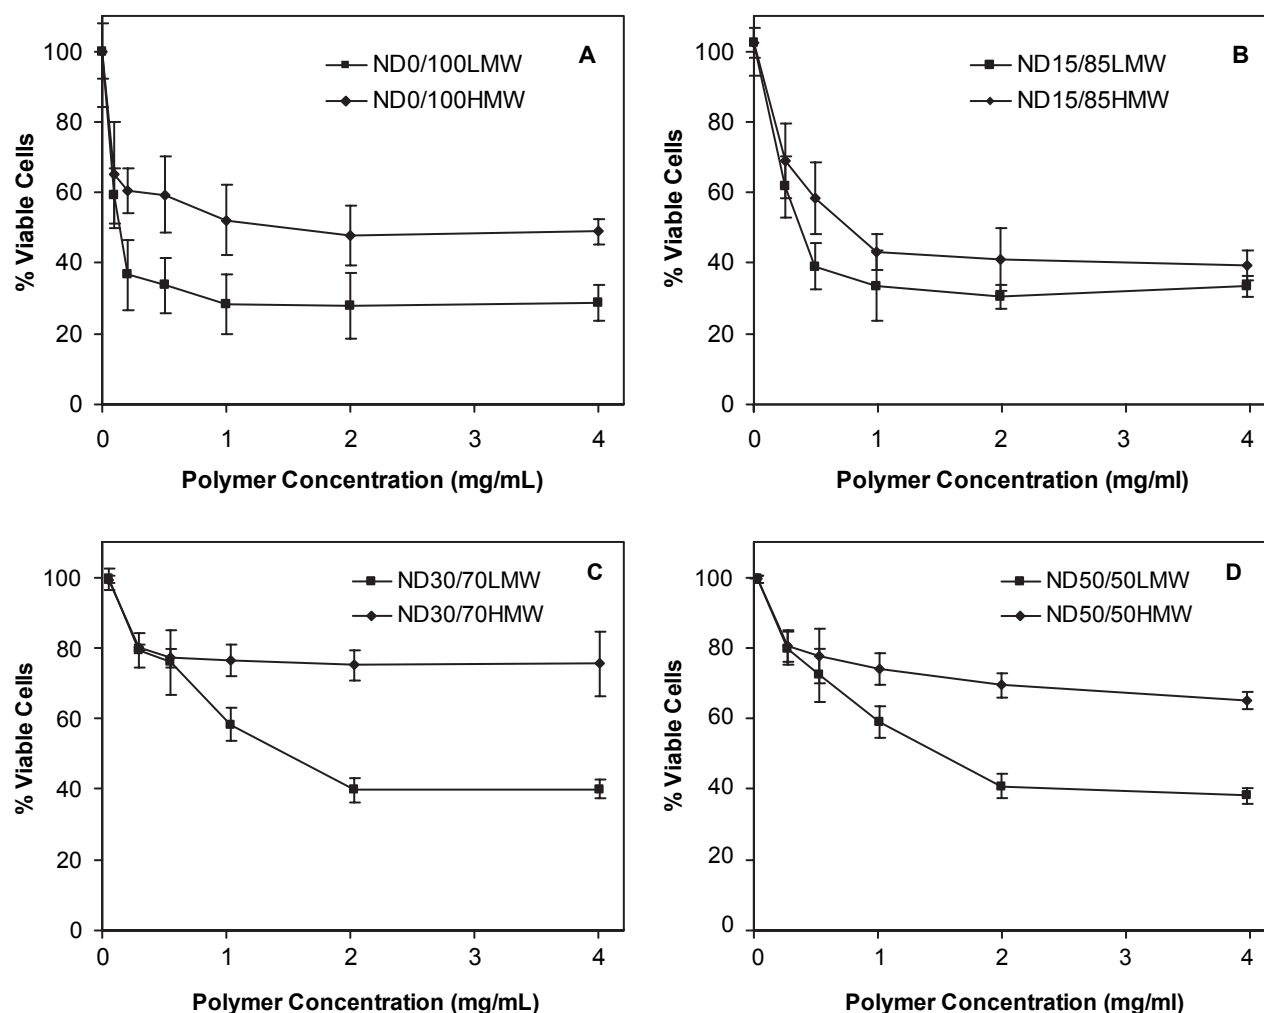 A
ND0/100LMW
ND0/100HMW
% Viable Cells
100
80
60
40
20
0
0 1 2 3 4
Polymer Concentration (mg/mL)
B
ND15/85LMW
ND15/85HMW
% Viable Cells
100
80
60
40
20
0
0 1 2 3 4
Polymer Concentration (mg/ml)
C
ND30/70LMW
ND30/70HMW
% Viable Cells
100
80
60
40
20
0
0 1 2 3 4
Polymer Concentration (mg/mL)
D
ND50/50LMW
ND50/50HMW
% Viable Cells
100
80
60
40
20
0
0 1 2 3 4
Polymer Concentration (mg/ml)